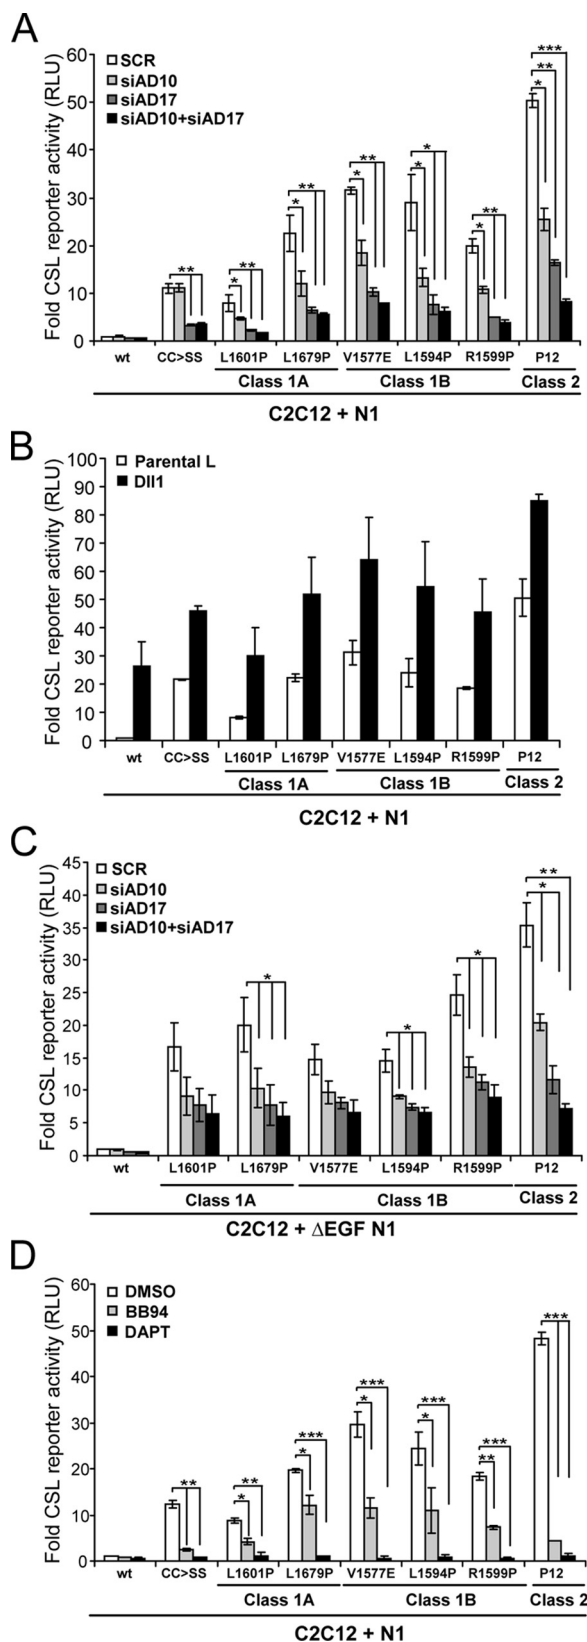 A
Fold CSL reporter activity (RLU)
60
50
40
30
20
10
0
SCR
siAD10
siAD17
siAD10+siAD17
** * ** * ** * ** * * * ** * ** ***
wt CC>SS L1601P L1679P V1577E L1594P R1599P P12
Class 1A Class 1B Class 2
C2C12 + N1
B
Fold CSL reporter activity (RLU)
100
90
80
70
60
50
40
30
20
10
0
Parental L
Dll1
wt CC>SS L1601P L1679P V1577E L1594P R1599P P12
Class 1A Class 1B Class 2
C2C12 + N1
C
Fold CSL reporter activity (RLU)
45
35
30
25
20
15
10
5
0
SCR
siAD10
siAD17
siAD10+siAD17
* * * * **
wt L1601P L1679P V1577E L1594P R1599P P12
Class 1A Class 1B Class 2
C2C12 + ΔEGF N1
D
Fold CSL reporter activity (RLU)
60
50
40
30
20
10
0
DMSO
BB94
DAPT
** * ** * *** * *** * *** ** *** ***
wt CC>SS L1601P L1679P V1577E L1594P R1599P P12
Class 1A Class 1B Class 2
C2C12 + N1